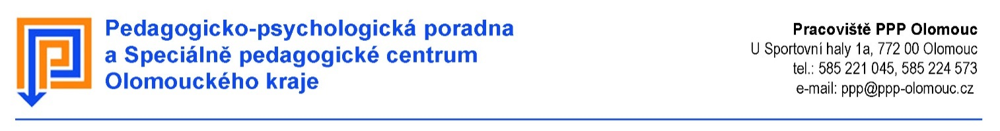 Pedagogicko-psychologická poradna
a Speciálně pedagogické centrum
Olomouckého kraje
Pracoviště PPP Olomouc
U Sportovní haly 1a, 772 00 Olomouc
tel.: 585 221 045, 585 224 573
e-mail: ppp@ppp-olomouc.cz